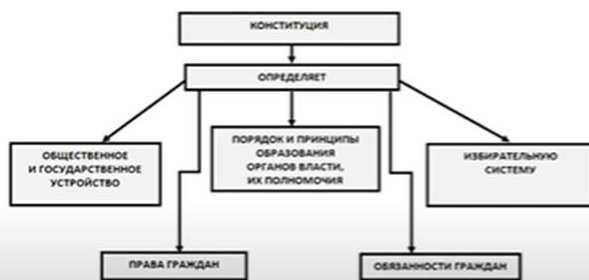 КОНСТИТУЦИЯ
ОПРЕДЕЛЯЕТ
ОБЩЕСТВЕННОЕ
И ГОСУДАРСТВЕННОЕ
УСТРОЙСТВО
ПОРЯДОК И ПРИНЦИПЫ
ОБРАЗОВАНИЯ
ОРГАНОВ ВЛАСТИ,
ИХ ПОЛНОМОЧИЯ
ИЗБИРАТЕЛЬНУЮ
СИСТЕМУ
ПРАВА ГРАЖДАН
ОБЯЗАННОСТИ ГРАЖДАН